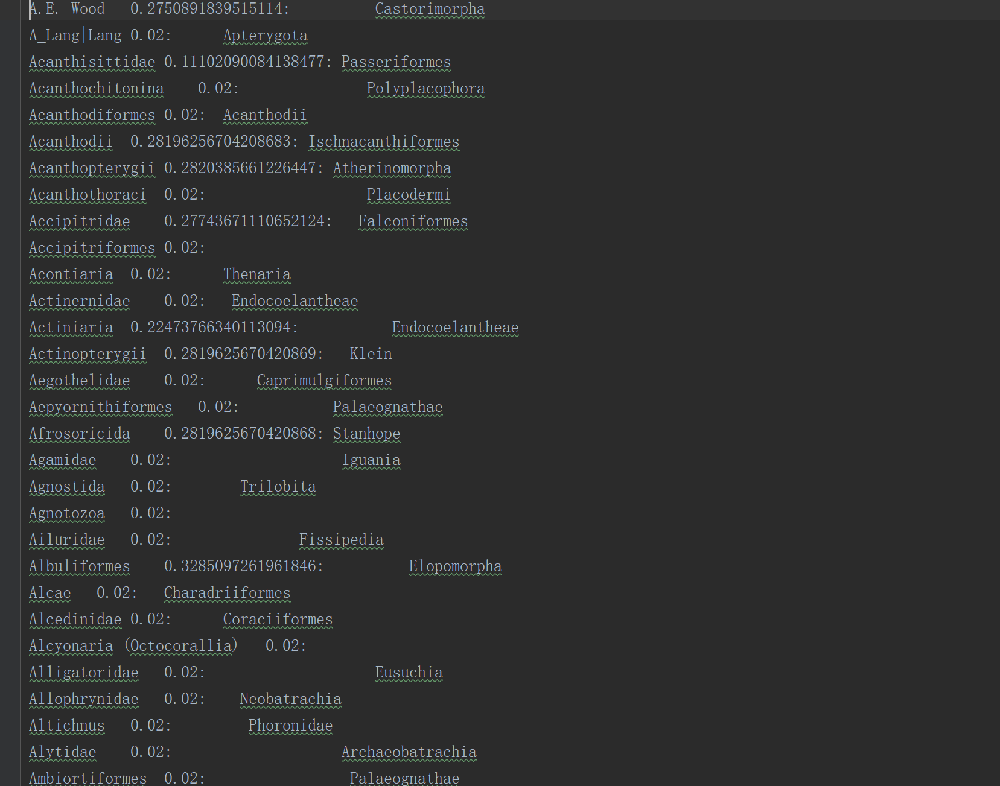 A.E._Wood 0.2750891839515114: Castorimorpha
A_Lang|Lang 0.02: Apterygota
Acanthisittidae 0.11102090084138477: Passeriformes
Acanthochitonina 0.02: Polyplacophora
Acanthodiformes 0.02: Acanthodii
Acanthodii 0.28196256704208683: Ischnacanthiformes
Acanthopterygii 0.2820385661226447: Atherinomorpha
Acanthothoraci 0.02: Placodermi
Accipitridae 0.27743671110652124: Falconiformes
Accipitriformes 0.02:
Acontiaria 0.02: Thenaria
Actinernidae 0.02: Endocoelantheae
Actiniaria 0.22473766340113094: Endocoelantheae
Actinopterygii 0.2819625670420869: Klein
Aegothelidae 0.02: Caprimulgiformes
Aepyornithiformes 0.02: Palaeognathae
Afrosoricida 0.2819625670420868: Stanhope
Agamidae 0.02: Iguania
Agnostida 0.02: Trilobita
Agnotozoa 0.02:
Ailuridae 0.02: Fissipedia
Albuliformes 0.3285097261961846: Elopomorpha
Alcae 0.02: Charadriiformes
Alcedinidae 0.02: Coraciiformes
Alcyonaria (Octocorallia) 0.02:
Alligatoridae 0.02: Eusuchia
Allophrynidae 0.02: Neobatrachia
Altichnus 0.02: Phoronidae
Alytidae 0.02: Archaeobatrachia
Ambiortiformes 0.02: Palaeognathae